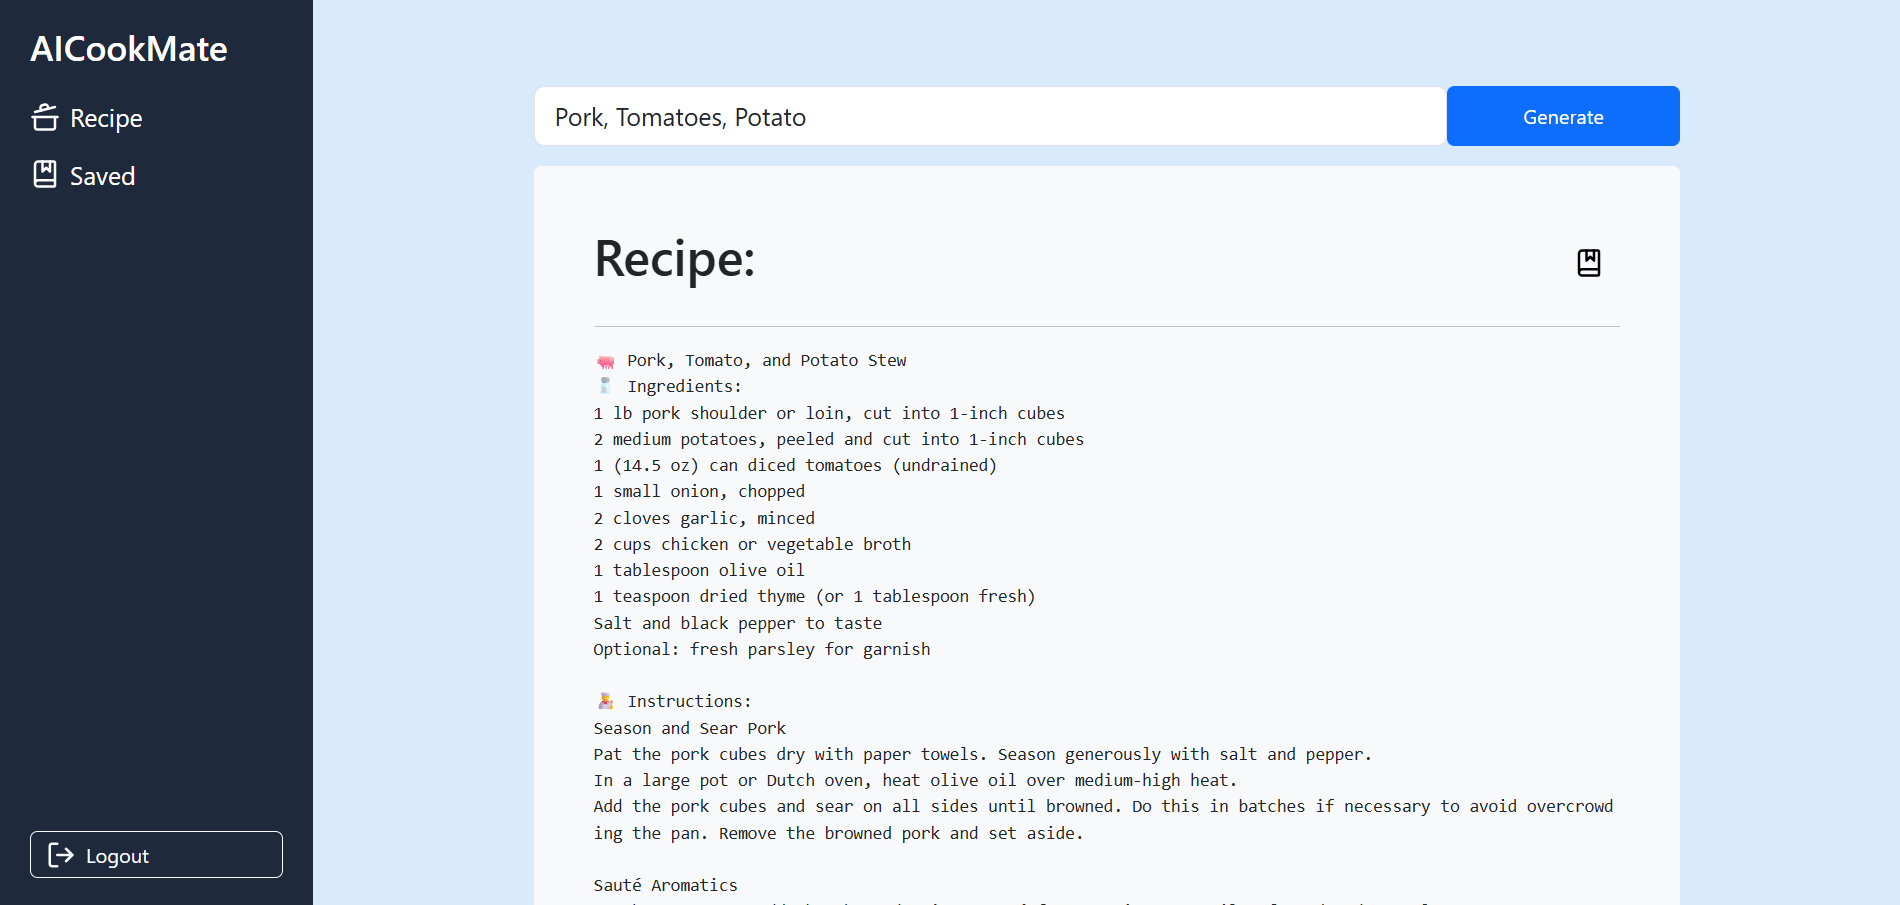 AICookMate
Recipe
Saved
Logout
Pork, Tomatoes, Potato
Generate
Recipe:
🐖 Pork, Tomato, and Potato Stew
🧂 Ingredients:
1 lb pork shoulder or loin, cut into 1-inch cubes
2 medium potatoes, peeled and cut into 1-inch cubes
1 (14.5 oz) can diced tomatoes (undrained)
1 small onion, chopped
2 cloves garlic, minced
2 cups chicken or vegetable broth
1 tablespoon olive oil
1 teaspoon dried thyme (or 1 tablespoon fresh)
Salt and black pepper to taste
Optional: fresh parsley for garnish
🧑‍🍳 Instructions:
Season and Sear Pork
Pat the pork cubes dry with paper towels. Season generously with salt and pepper.
In a large pot or Dutch oven, heat olive oil over medium-high heat.
Add the pork cubes and sear on all sides until browned. Do this in batches if necessary to avoid overcrowd
ing the pan. Remove the browned pork and set aside.
Sauté Aromatics